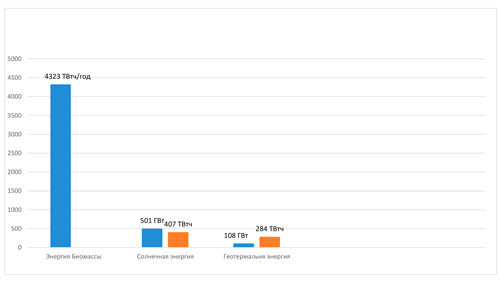 5000
4500
4323 ТВтч/год
4000
3500
3000
2500
2000
1500
1000
501 ГВт
407 ТВтч
500
108 ГВт
284 ТВтч
0
Энергия Биомассы
Солнечная энергия
Геотермальня энергия